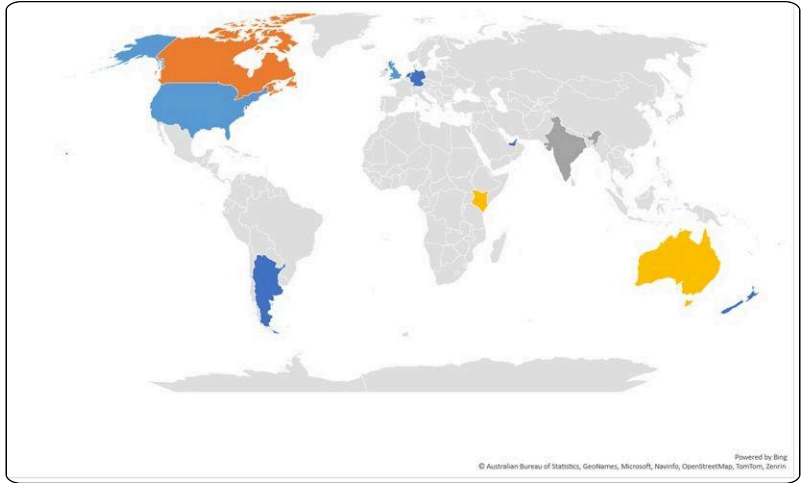 Powered by Bing
© Australian Bureau of Statistics, GeoNames, Microsoft, Navinfo, OpenStreetMap, TomTom, Zenrin